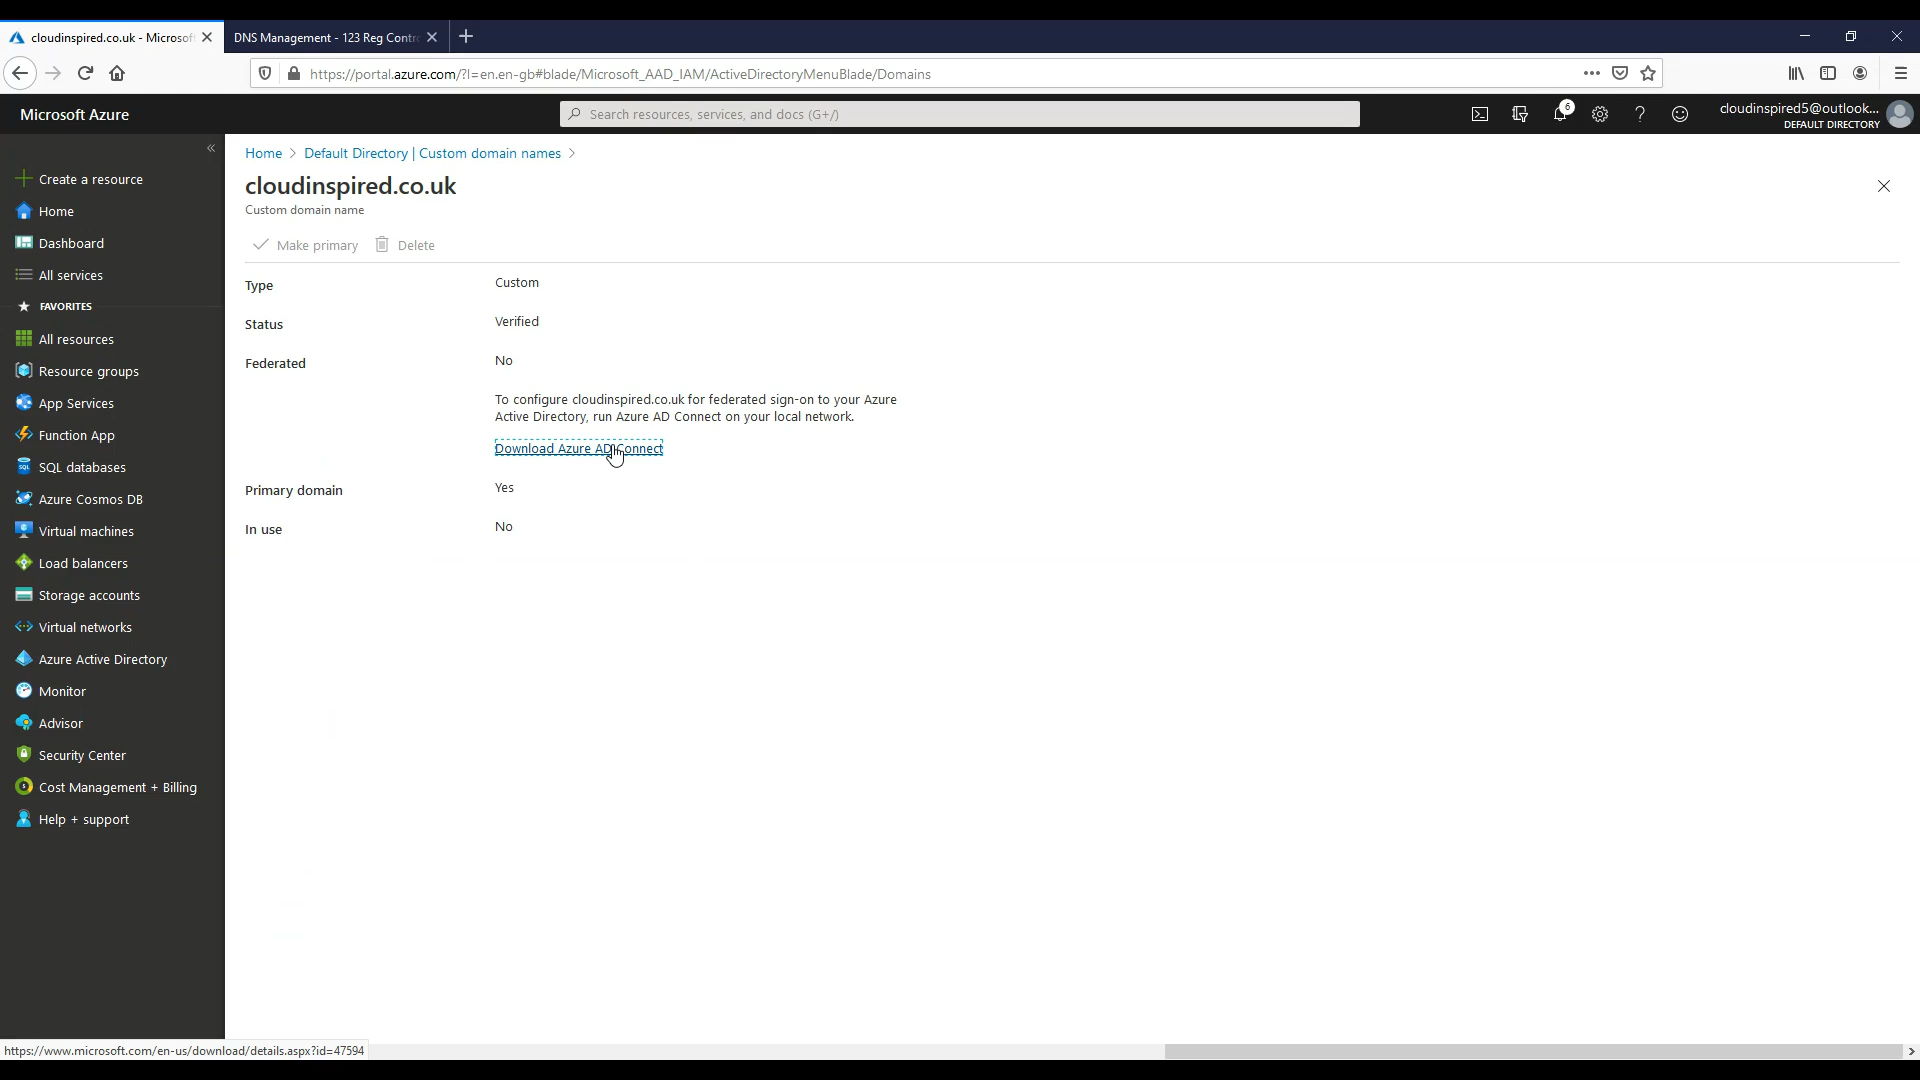 cloudinspired.co.uk - Microsoft
DNS Management - 123 Reg Contr
https://portal.azure.com/?l=en.en-gb#blade/Microsoft_AAD_IAM/ActiveDirectoryMenuBlade/Domains
Microsoft Azure
Search resources, services, and docs (G+/)
6
cloudinspired5@outlook...
DEFAULT DIRECTORY
«
Home > Default Directory | Custom domain names >
cloudinspired.co.uk
Custom domain name
Make primary Delete
Type Custom
Status Verified
Federated No
To configure cloudinspired.co.uk for federated sign-on to your Azure
Active Directory, run Azure AD Connect on your local network.
Download Azure AD Connect
Primary domain Yes
In use No
Create a resource
Home
Dashboard
All services
FAVORITES
All resources
Resource groups
App Services
Function App
SQL databases
Azure Cosmos DB
Virtual machines
Load balancers
Storage accounts
Virtual networks
Azure Active Directory
Monitor
Advisor
Security Center
Cost Management + Billing
Help + support
https://www.microsoft.com/en-us/download/details.aspx?id=47594